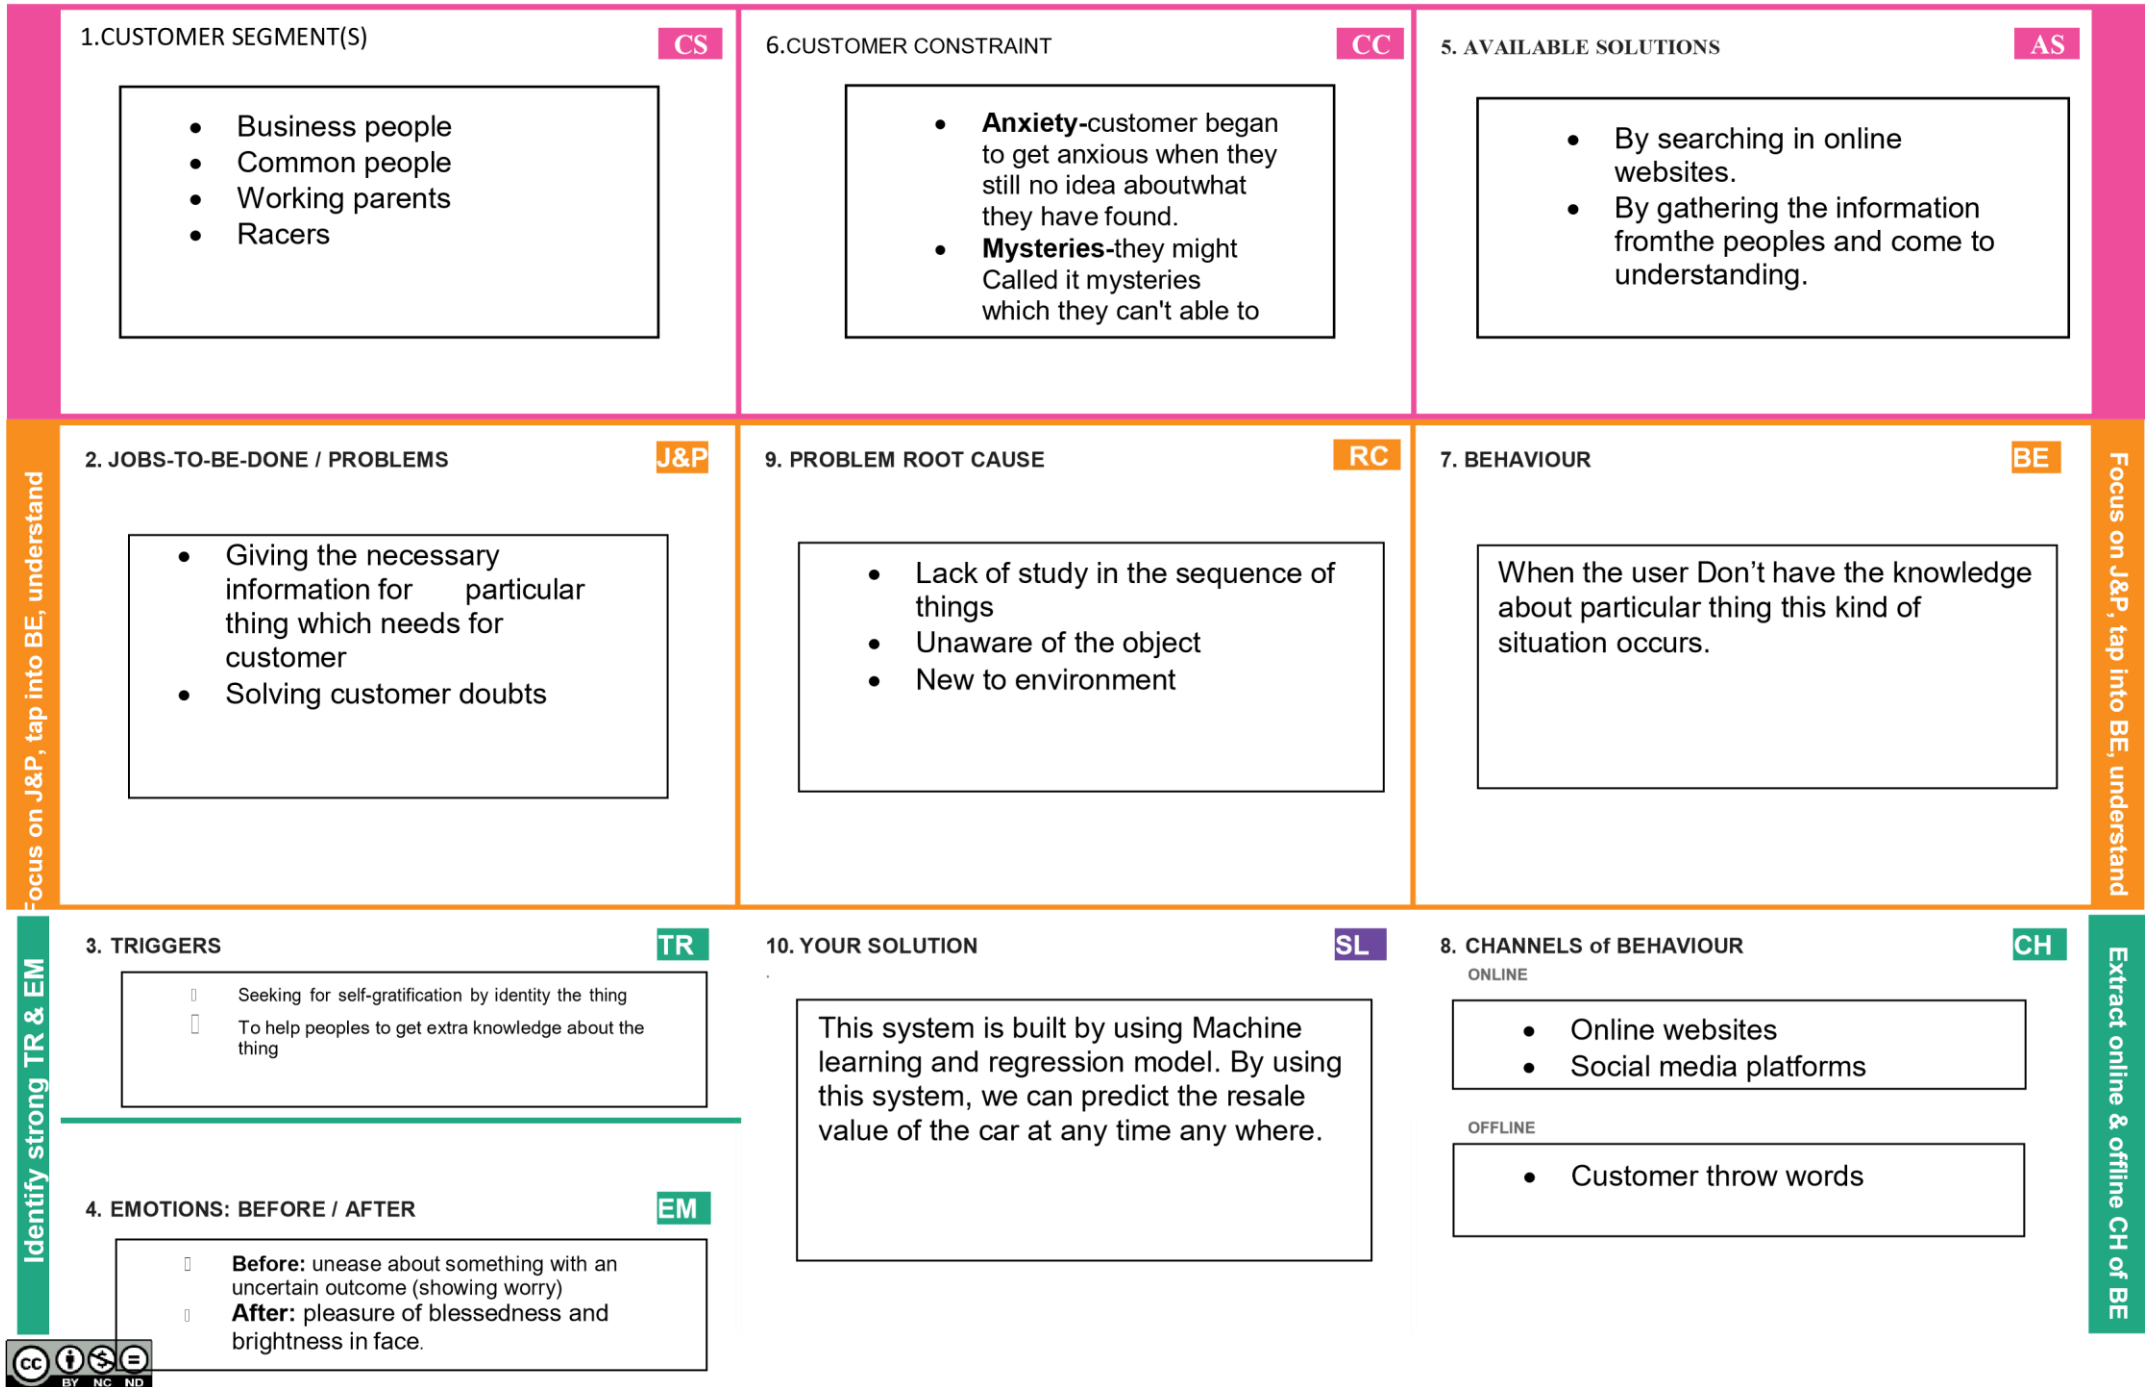 1.CUSTOMER SEGMENT(S)
CS
Business people
Common people
Working parents
Racers
6.CUSTOMER CONSTRAINT
CC
Anxiety-customer began
to get anxious when they
still no idea aboutwhat
they have found.
Mysteries-they might
Called it mysteries
which they can't able to
5. AVAILABLE SOLUTIONS
AS
By searching in online
websites.
By gathering the information
fromthe peoples and come to
understanding.
Focus on J&P, tap into BE, understand
2. JOBS-TO-BE-DONE / PROBLEMS
J&P
Giving the necessary
information for particular
thing which needs for
customer
Solving customer doubts
9. PROBLEM ROOT CAUSE
RC
Lack of study in the sequence of
things
Unaware of the object
New to environment
7. BEHAVIOUR
BE
When the user Don’t have the knowledge
about particular thing this kind of
situation occurs.
Focus on J&P, tap into BE, understand
Identify strong TR & EM
3. TRIGGERS
TR
Seeking for self-gratification by identity the thing
To help peoples to get extra knowledge about the
thing
4. EMOTIONS: BEFORE / AFTER
EM
Before: unease about something with an
uncertain outcome (showing worry)
After: pleasure of blessedness and
brightness in face.
10. YOUR SOLUTION
SL
This system is built by using Machine
learning and regression model. By using
this system, we can predict the resale
value of the car at any time any where.
8. CHANNELS of BEHAVIOUR
CH
ONLINE
Online websites
Social media platforms
OFFLINE
Customer throw words
Extract online & offline CH of BE
cc
BY NC ND